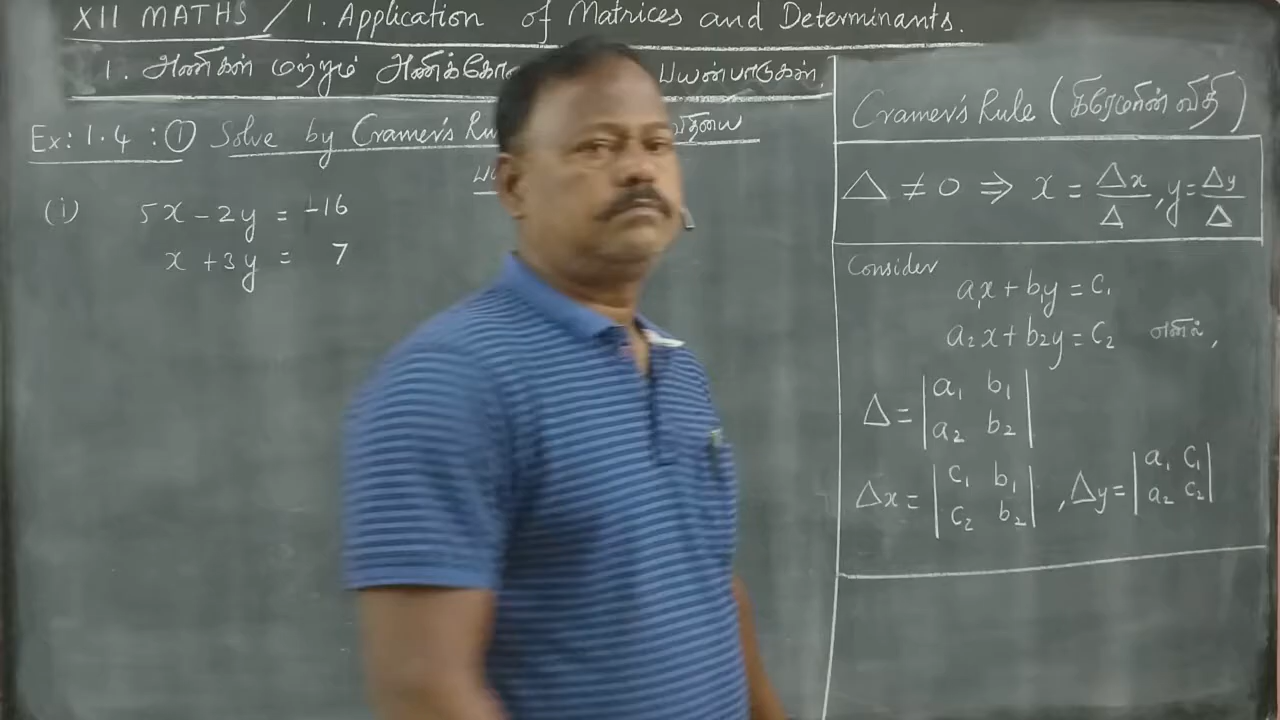 XII MATHS / 1. Application of Matrices and Determinants.
1. அணிகள் மற்றும் அணிக்கோ பயன்பாடுகள்.
Ex: 1.4 : ① Solve by Cramer's Ru
(i) 5x - 2y = -16
x + 3y = 7
Cramer's Rule (கிரேமரின் விதி)
Δ ≠ 0 ⇒ x = Δx/Δ , y = Δy/Δ
Consider
a₁x + b₁y = c₁
a₂x + b₂y = c₂ எனில்,
Δ = | a₁ b₁ |
| a₂ b₂ |
Δx = | c₁ b₁ | , Δy = | a₁ c₁ |
| c₂ b₂ | | a₂ c₂ |